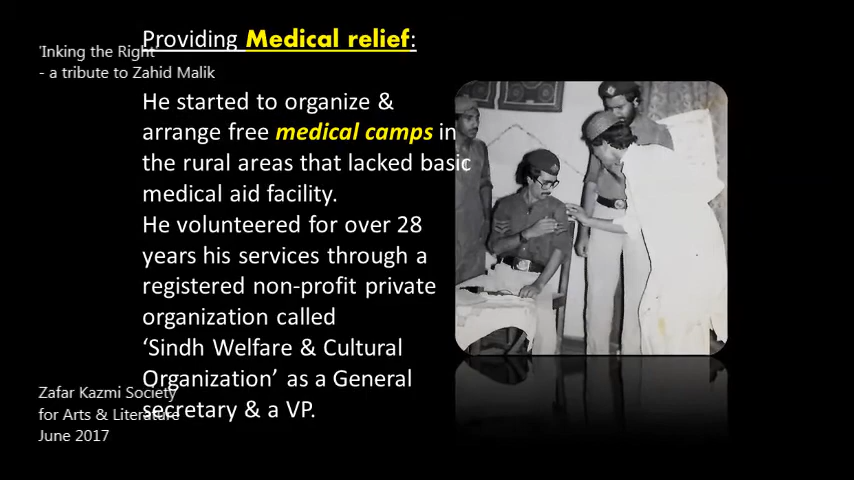 Providing Medical relief:
'Inking the Right
- a tribute to Zahid Malik
He started to organize &
arrange free medical camps in
the rural areas that lacked basic
medical aid facility.
He volunteered for over 28
years his services through a
registered non-profit private
organization called
‘Sindh Welfare & Cultural
Organization’ as a General
secretary & a VP.
Zafar Kazmi Society
for Arts & Literature
June 2017